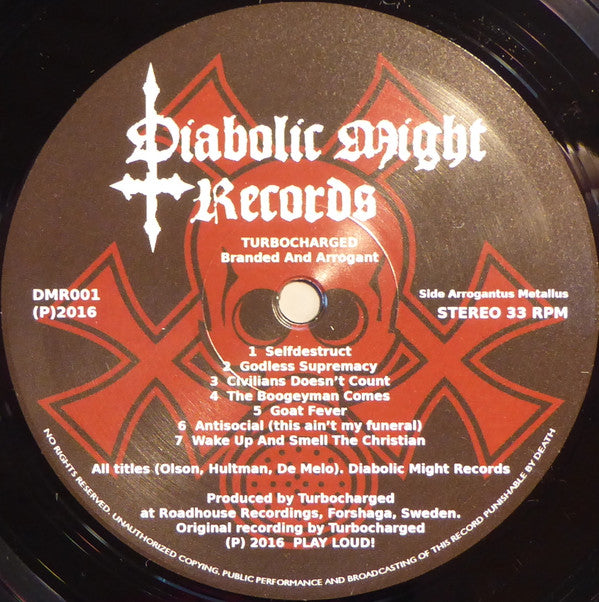 Diabolic Might
Records
TURBOCHARGED
Branded And Arrogant
DMR001
(P)2016
Side Arrogantus Metallus
STEREO 33 RPM
1 Selfdestruct
2 Godless Supremacy
3 Civilians Doesn't Count
4 The Boogeyman Comes
5 Goat Fever
6 Antisocial (this ain't my funeral)
7 Wake Up And Smell The Christian
All titles (Olson, Hultman, De Melo). Diabolic Might Records
Produced by Turbocharged
at Roadhouse Recordings, Forshaga, Sweden.
Original recording by Turbocharged
(P) 2016 PLAY LOUD!
NO RIGHTS RESERVED. UNAUTHORIZED COPYING, PUBLIC PERFORMANCE AND BROADCASTING OF THIS RECORD PUNISHABLE BY DEATH